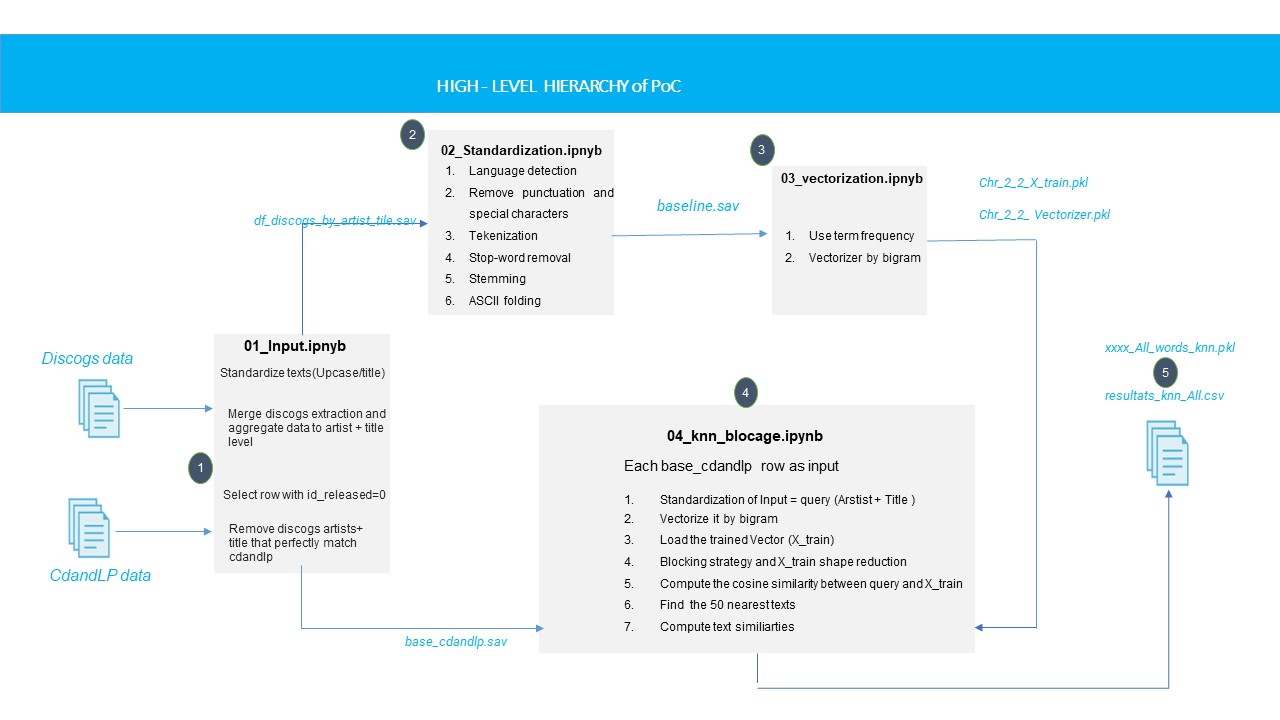 HIGH - LEVEL HIERARCHY of PoC
2
02_Standardization.ipnyb
1. Language detection
2. Remove punctuation and
special characters
3. Tekenization
4. Stop-word removal
5. Stemming
6. ASCII folding
df_discogs_by_artist_tile.sav
baseline.sav
3
03_vectorization.ipnyb
1. Use term frequency
2. Vectorizer by bigram
Chr_2_2_X_train.pkl
Chr_2_2_ Vectorizer.pkl
Discogs data
CdandLP data
1
01_Input.ipnyb
Standardize texts(Upcase/title)
Merge discogs extraction and
aggregate data to artist + title
level
Select row with id_released=0
Remove discogs artists+
title that perfectly match
cdandlp
base_cdandlp.sav
4
04_knn_blocage.ipynb
Each base_cdandlp row as input
1. Standardization of Input = query (Arstist + Title )
2. Vectorize it by bigram
3. Load the trained Vector (X_train)
4. Blocking strategy and X_train shape reduction
5. Compute the cosine similarity between query and X_train
6. Find the 50 nearest texts
7. Compute text similiarties
xxxx_All_words_knn.pkl
5
resultats_knn_All.csv